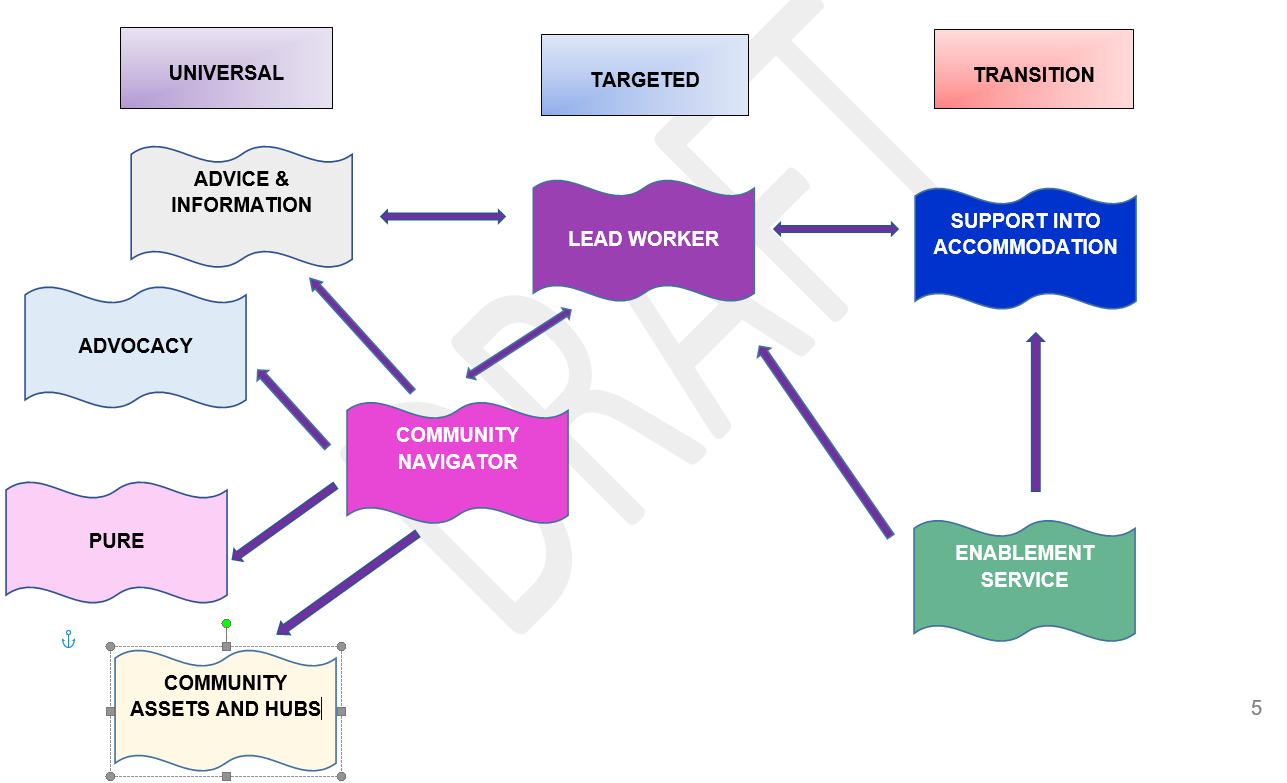 UNIVERSAL
TARGETED
TRANSITION
ADVICE &
INFORMATION
LEAD WORKER
SUPPORT INTO
ACCOMMODATION
ADVOCACY
COMMUNITY
NAVIGATOR
PURE
ENABLEMENT
SERVICE
COMMUNITY
ASSETS AND HUBS
DRAFT
5